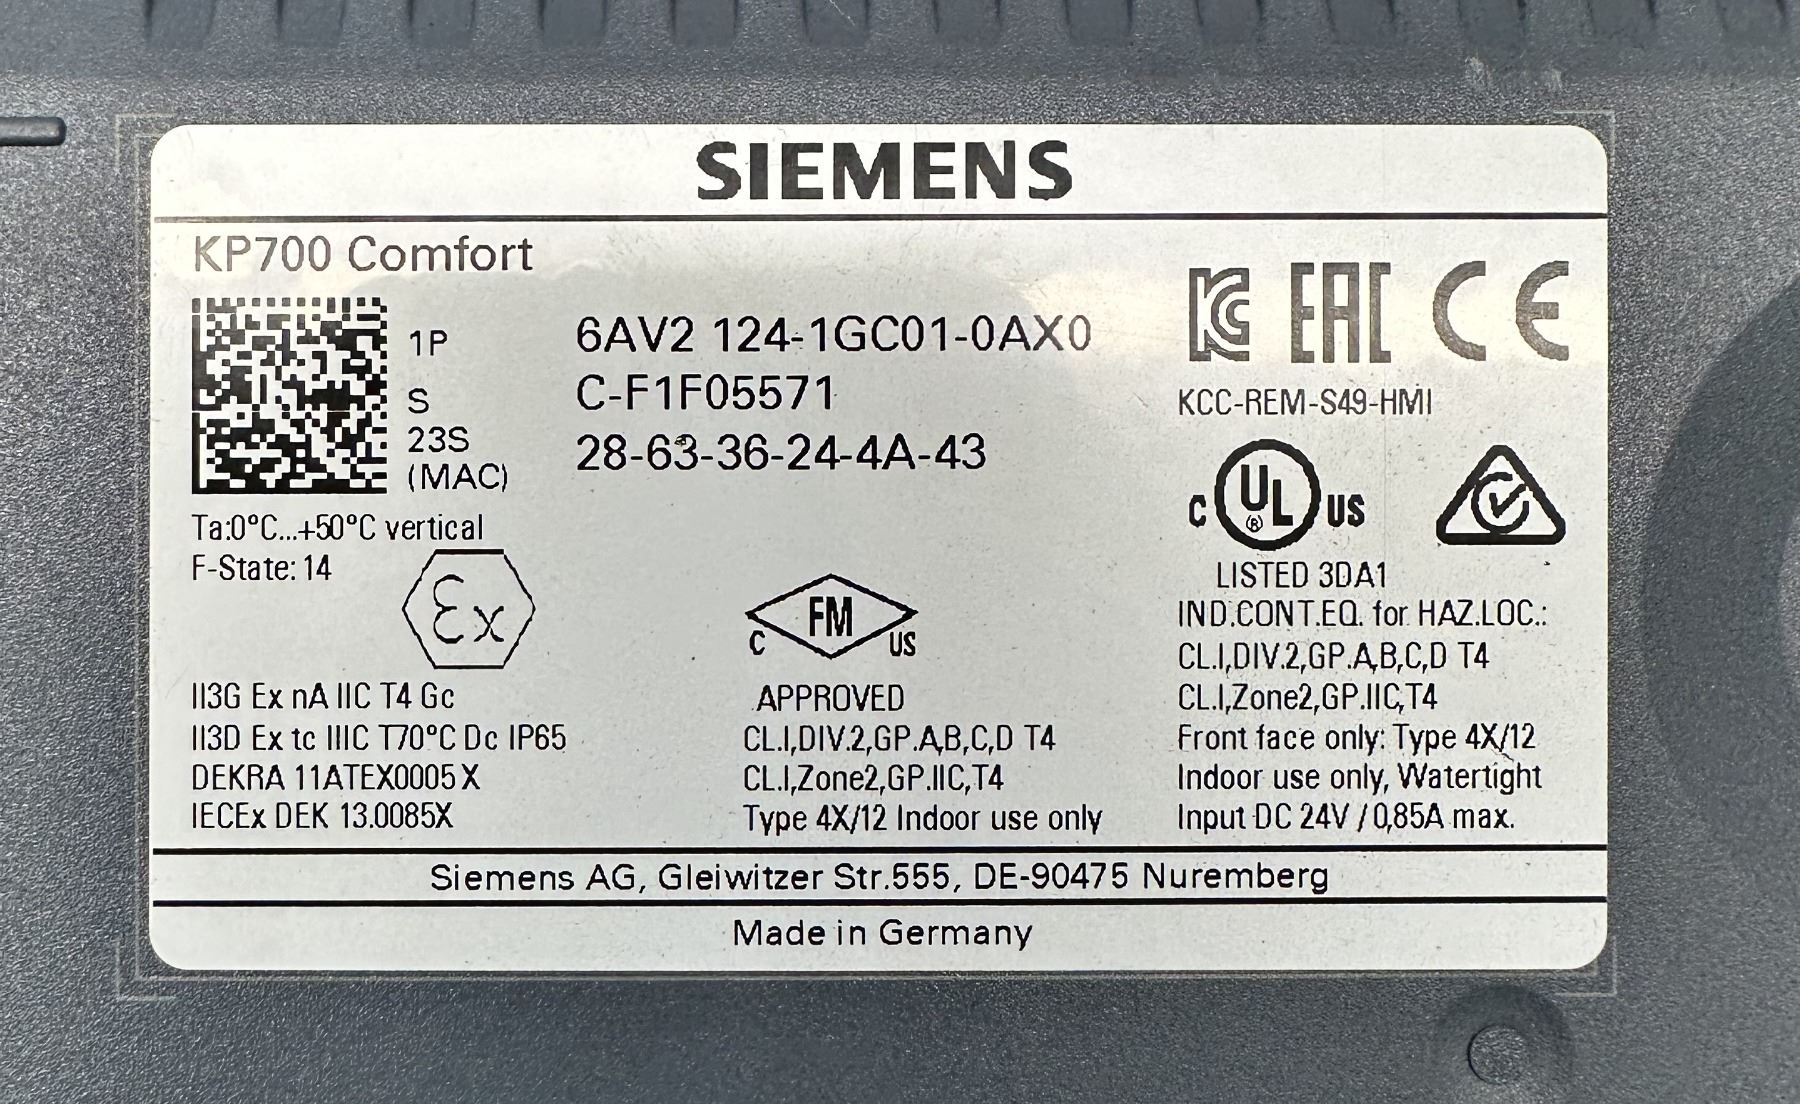 SIEMENS
KP700 Comfort
1P 6AV2 124-1GC01-0AX0
S C-F1F05571
23S 28-63-36-24-4A-43
(MAC)
Ta:0°C...+50°C vertical
F-State: 14
Ex
II3G Ex nA IIC T4 Gc
II3D Ex tc IIIC T70°C Dc IP65
DEKRA 11ATEX0005 X
IECEx DEK 13.0085X
FM
C US
APPROVED
CL.I,DIV.2,GP.A,B,C,D T4
CL.I,Zone2,GP.IIC,T4
Type 4X/12 Indoor use only
KC EAC CE
KCC-REM-S49-HMI
C UL ® US
LISTED 3DA1
IND.CONT.EQ. for HAZ.LOC.:
CL.I,DIV.2,GP.A,B,C,D T4
CL.I,Zone2,GP.IIC,T4
Front face only: Type 4X/12
Indoor use only, Watertight
Input DC 24V / 0,85A max.
Siemens AG, Gleiwitzer Str.555, DE-90475 Nuremberg
Made in Germany